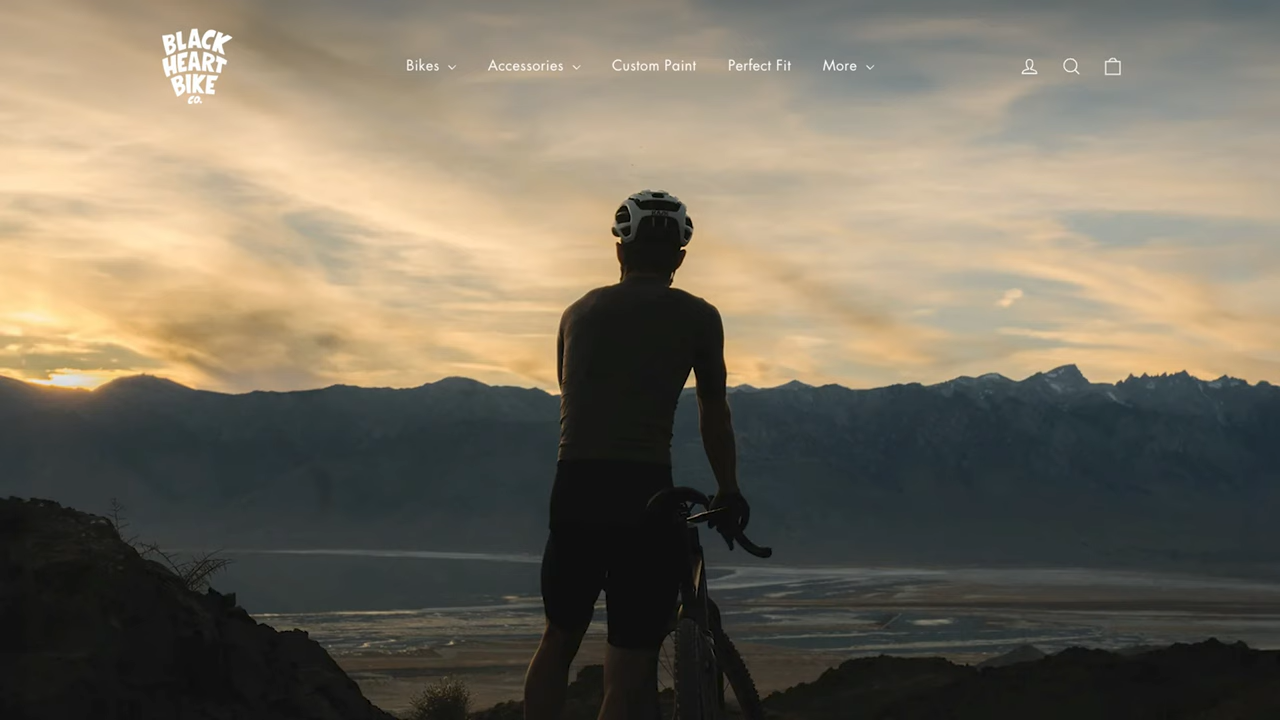 BLACK
HEART
BIKE
CO.
Bikes
Accessories
Custom Paint
Perfect Fit
More